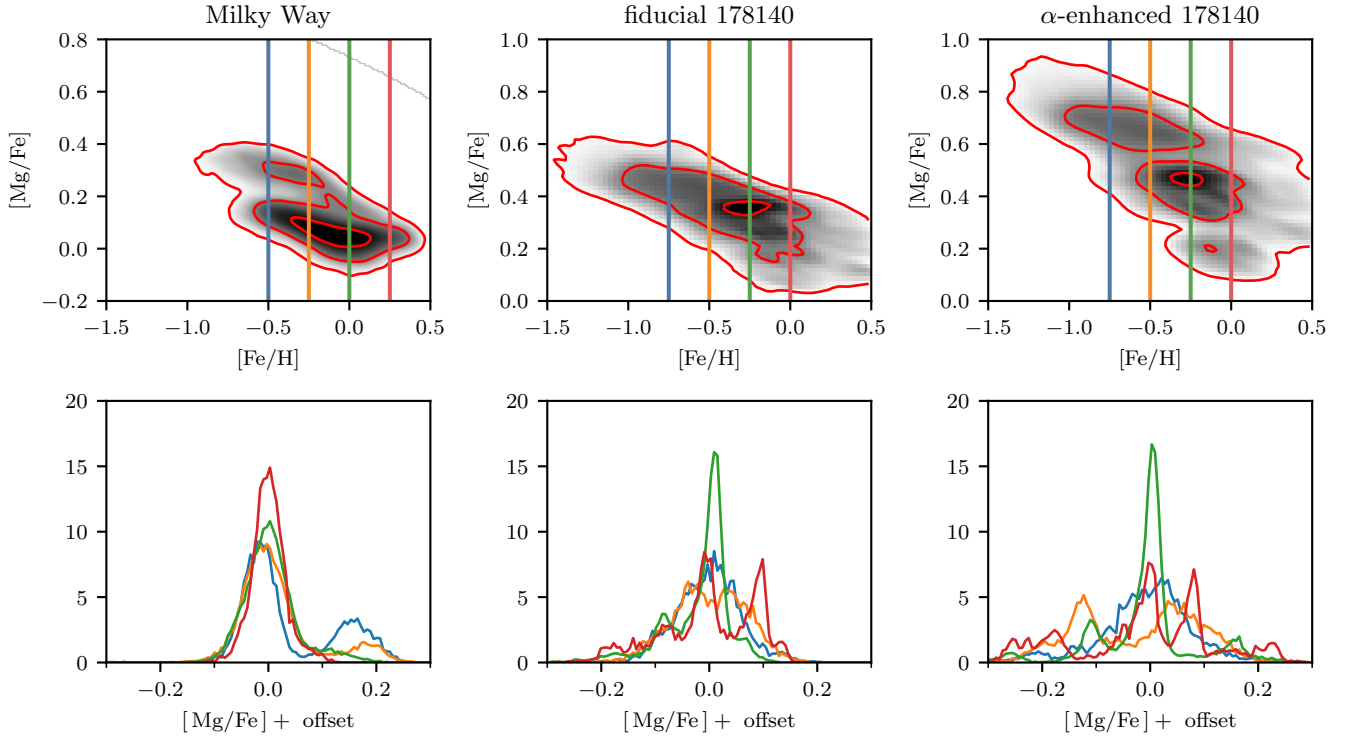 Milky Way
fiducial 178140
α-enhanced 178140
0.8
0.6
0.4
0.2
0.0
−0.2
[Mg/Fe]
−1.5 −1.0 −0.5 0.0 0.5
[Fe/H]
1.0
0.8
0.6
0.4
0.2
0.0
[Mg/Fe]
−1.5 −1.0 −0.5 0.0 0.5
[Fe/H]
1.0
0.8
0.6
0.4
0.2
0.0
[Mg/Fe]
−1.5 −1.0 −0.5 0.0 0.5
[Fe/H]
20
15
10
5
0
−0.2 0.0 0.2
[Mg/Fe] + offset
20
15
10
5
0
−0.2 0.0 0.2
[Mg/Fe] + offset
20
15
10
5
0
−0.2 0.0 0.2
[Mg/Fe] + offset